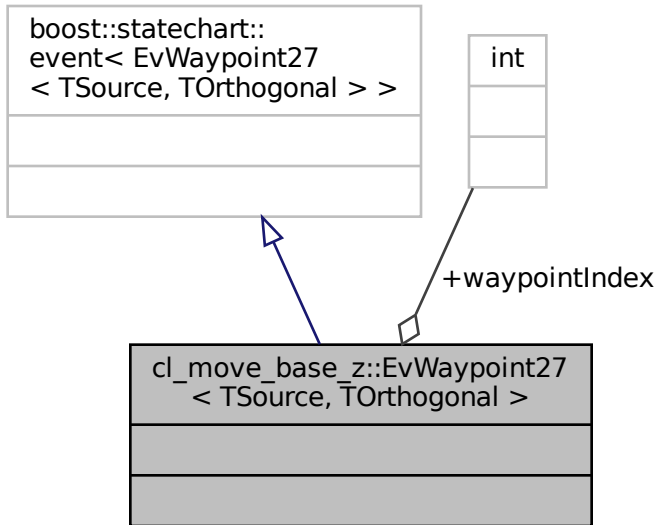 boost::statechart::
event< EvWaypoint27
< TSource, TOrthogonal > >
int
+waypointIndex
cl_move_base_z::EvWaypoint27
< TSource, TOrthogonal >